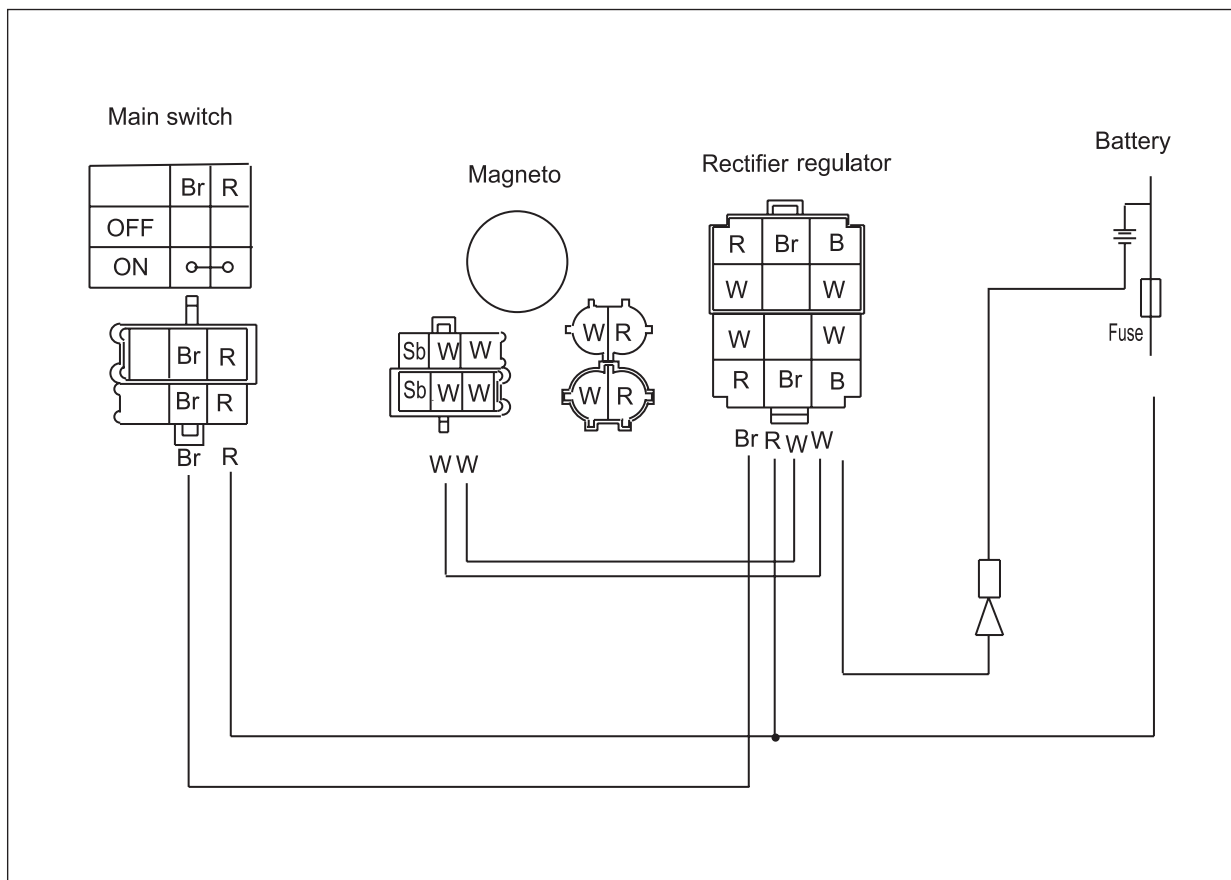 Main switch
Br R
OFF
ON
Br R
Br R
Br R
Magneto
W R
Sb W W
Sb W W
W R
W W
Rectifier regulator
R Br B
W W
W W
R Br B
Br R W W
Battery
Fuse